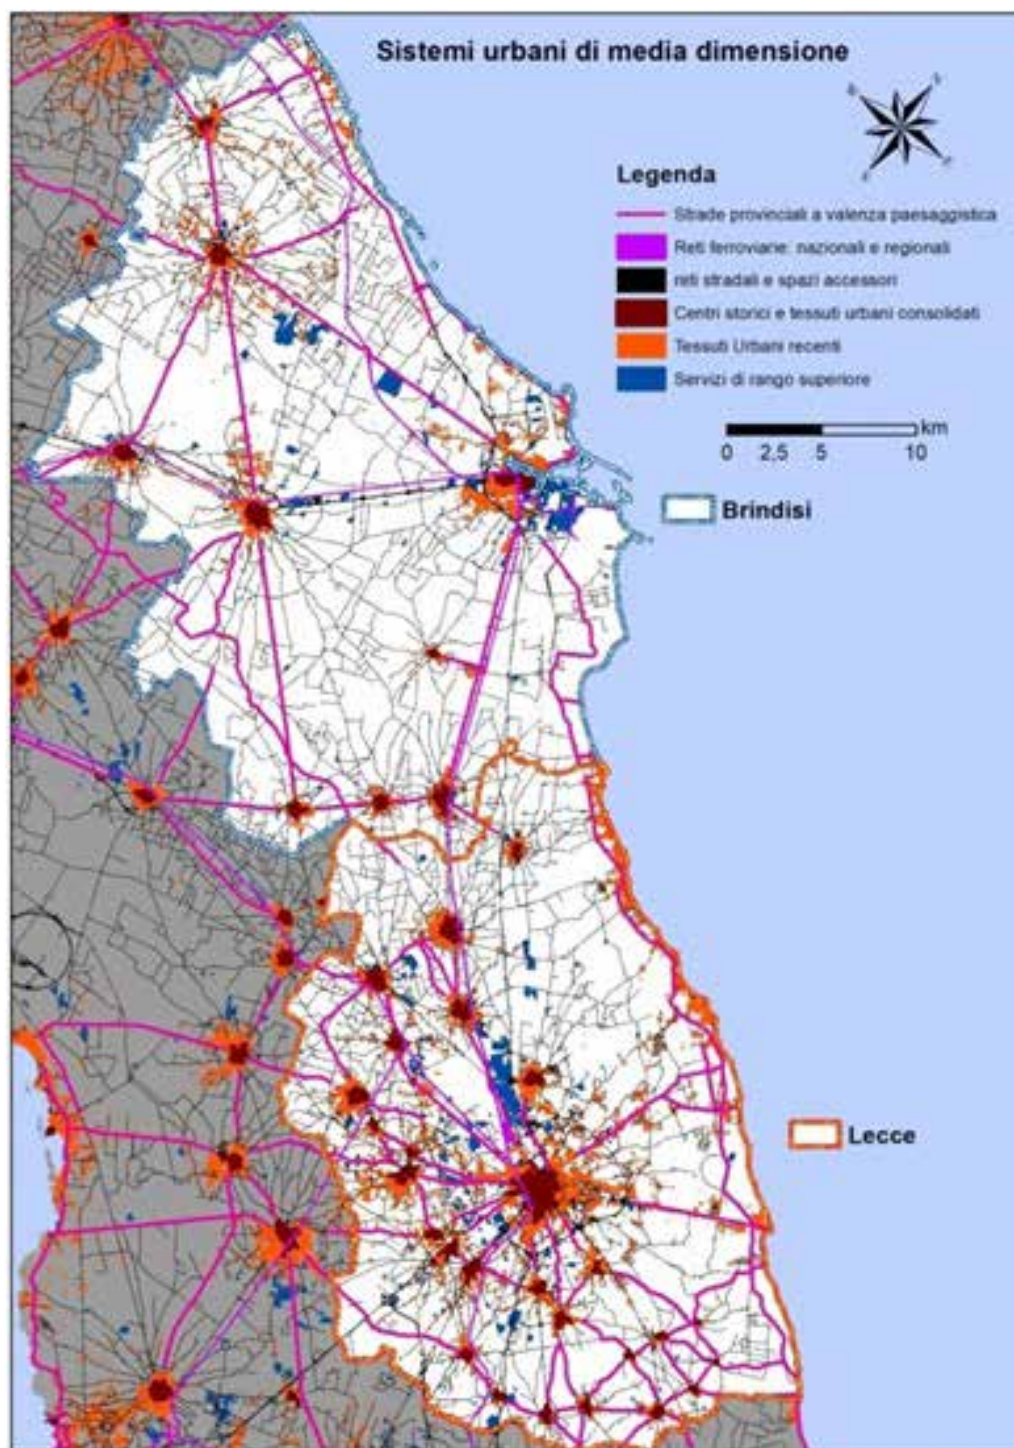 Sistemi urbani di media dimensione
Legenda
Strade provinciali a valenza paesaggistica
Reti ferroviarie: nazionali e regionali
reti stradali e spazi accessori
Centri storici e tessuti urbani consolidati
Tessuti Urbani recenti
Servizi di rango superiore
km
0 2,5 5 10
Brindisi
Lecce